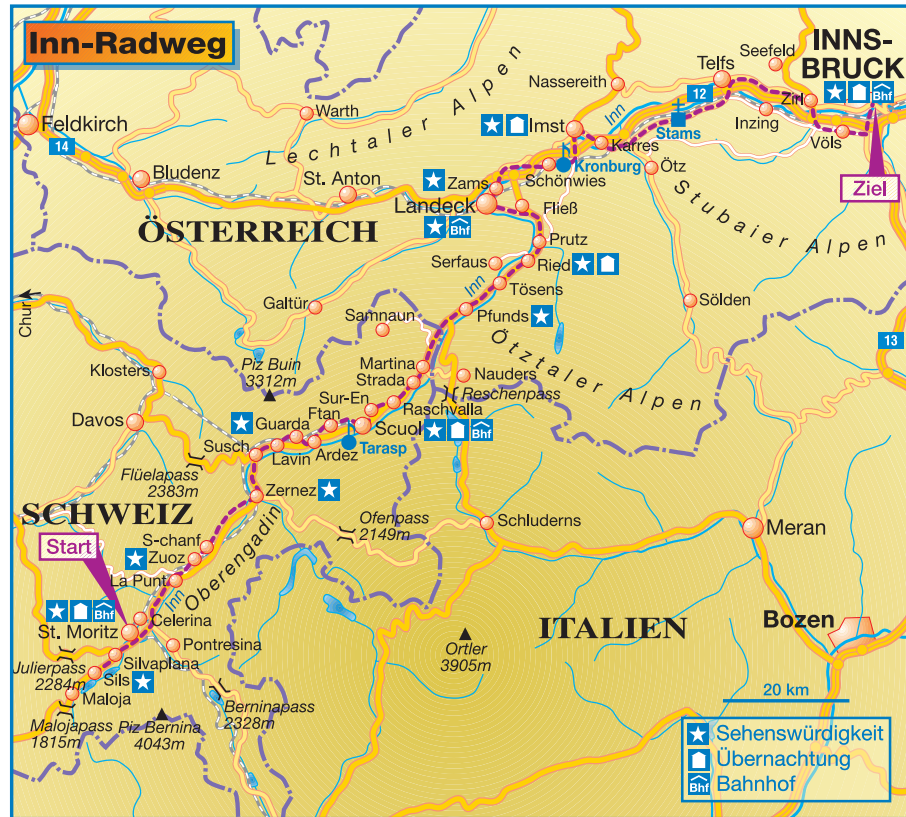 Inn-Radweg
Seefeld
INNS-
BRUCK
Telfs
Nassereith
12
Zirl
Bhf
Warth
Lechtaler Alpen
Inn
Inzing
Feldkirch
Imst
Stams
Völs
Karres
14
Kronburg
Ötz
Bludenz
St. Anton
Zams
Schönwies
Ziel
Landeck
Fließ
Stubaier Alpen
ÖSTERREICH
Bhf
Prutz
Serfaus
Ried
Inn
Tösens
Chur
Galtür
Sölden
Samnaun
Pfunds
Ötztaler Alpen
13
Klosters
Piz Buin
3312m
Martina
Strada
Nauders
Reschenpass
Sur-En
Ftan
Raschvalla
Davos
Guarda
Scuol
Bhf
Susch
Lavin
Ardez
Tarasp
Flüelapass
2383m
Zernez
SCHWEIZ
Ofenpass
2149m
Schluderns
Meran
S-chanf
Start
Zuoz
Oberengadin
La Punt
Inn
Bhf
Celerina
St. Moritz
Pontresina
ITALIEN
Bozen
Ortler
3905m
Julierpass
2284m
Silvaplana
Sils
Maloja
Berninapass
2328m
20 km
Malojapass
1815m
Piz Bernina
4043m
Sehenswürdigkeit
Übernachtung
Bhf
Bahnhof